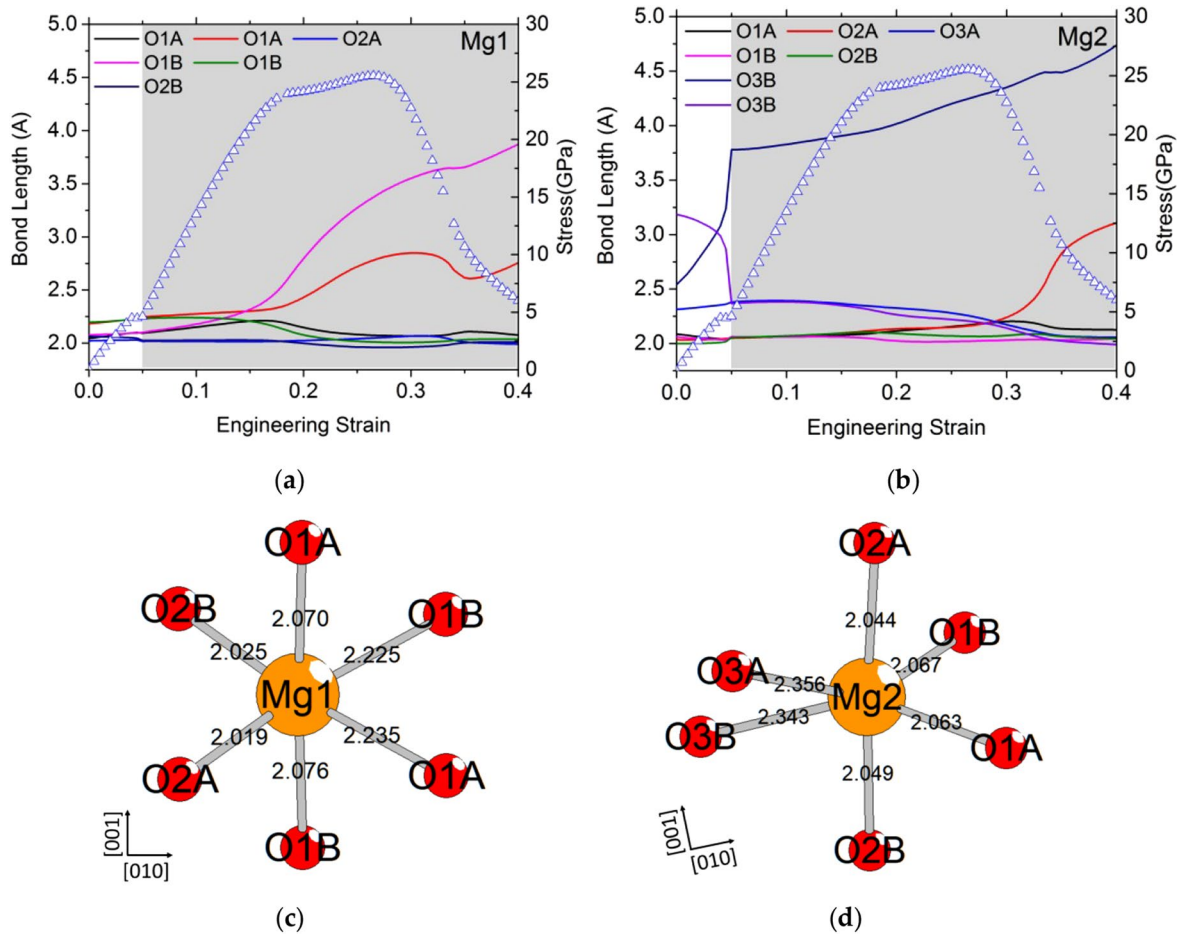 5.0 30 5.0 30
O1A O1A O2A Mg1 O1A O2A O3A Mg2
O1B O1B O1B O2B
O2B O3B
O3B
4.5 25 4.5 25
4.0 20 4.0 20
3.5 15 3.5 15
3.0 10 3.0 10
2.5 5 2.5 5
2.0 0 2.0 0
Bond Length (A) Stress(GPa) Bond Length (A) Stress(GPa)
0.0 0.1 0.2 0.3 0.4 0.0 0.1 0.2 0.3 0.4
Engineering Strain Engineering Strain
(a) (b)
O1A
O2B O1B
2.070
2.025 2.225
Mg1
2.019 2.235
2.076
O2A O1A
O1B
[001]
[010]
(c)
O2A
2.044
O1B
2.067
O3A
2.356
Mg2
2.343
O3B
2.063
O1A
2.049
O2B
[001]
[010]
(d)